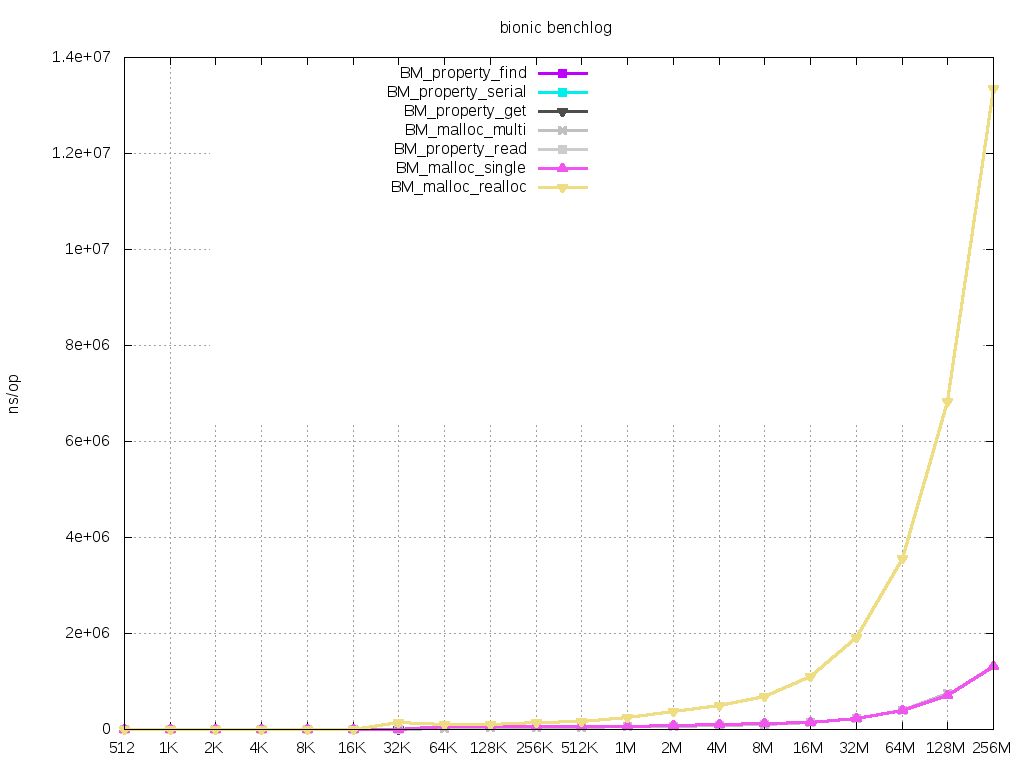 bionic benchlog
1.4e+07
BM_property_find
BM_property_serial
BM_property_get
BM_malloc_multi
BM_property_read
BM_malloc_single
BM_malloc_realloc
1.2e+07
1e+07
8e+06
6e+06
4e+06
2e+06
0
ns/op
512 1K 2K 4K 8K 16K 32K 64K 128K 256K 512K 1M 2M 4M 8M 16M 32M 64M 128M 256M